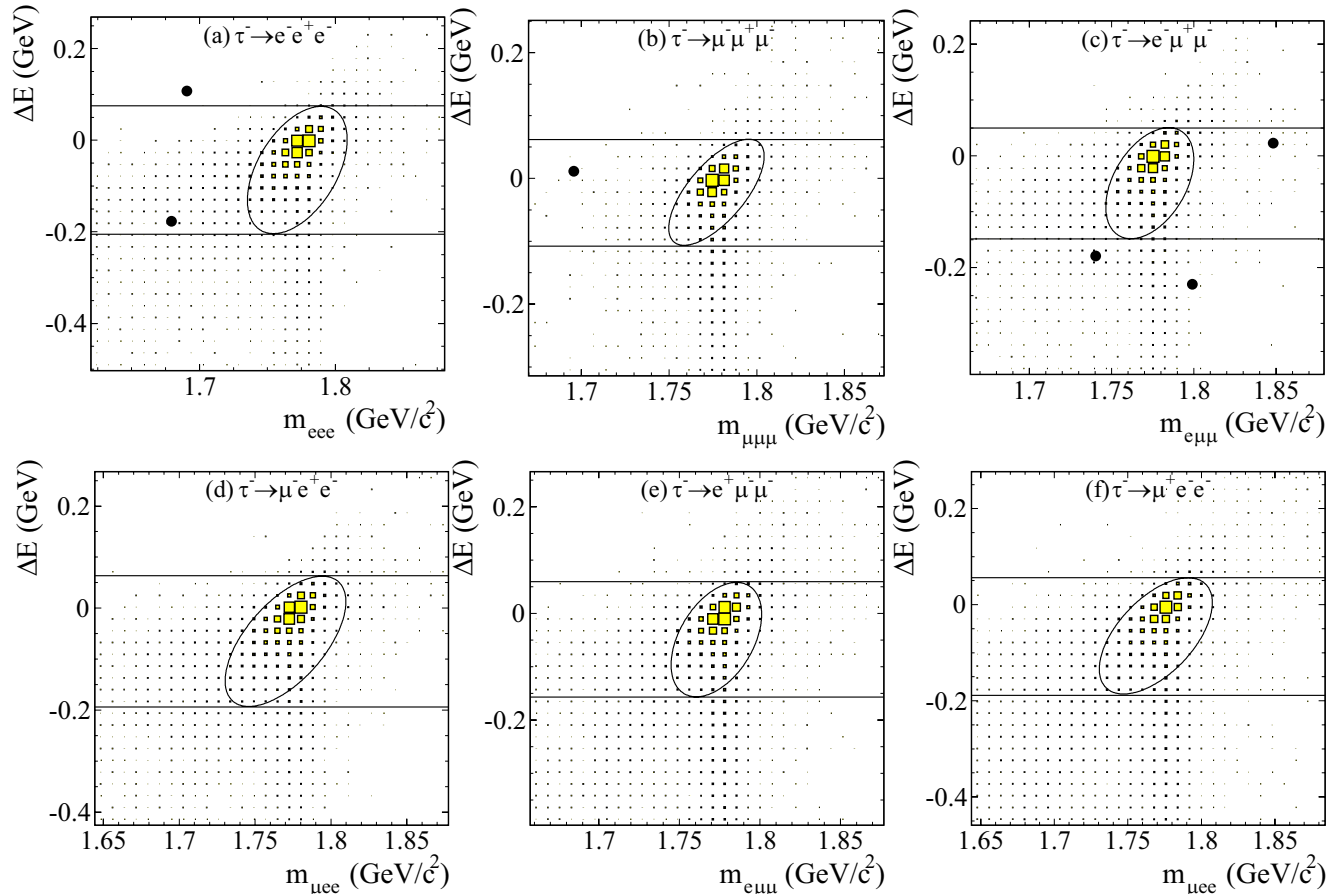 ΔE (GeV)
(a) τ⁻→e⁻e⁺e⁻
0.2
0
-0.2
-0.4
1.7 1.8
m_eee (GeV/c²)
ΔE (GeV)
(b) τ⁻→μ⁻μ⁺μ⁻
0.2
0
-0.2
1.7 1.75 1.8 1.85
m_μμμ (GeV/c²)
ΔE (GeV)
(c) τ⁻→e⁻μ⁺μ⁻
0.2
0
-0.2
1.7 1.8
m_eμμ (GeV/c²)
ΔE (GeV)
(d) τ⁻→μ⁻e⁺e⁻
0.2
0
-0.2
-0.4
1.65 1.7 1.75 1.8 1.85
m_μee (GeV/c²)
ΔE (GeV)
(e) τ⁻→e⁺μ⁻μ⁻
0.2
0
-0.2
1.7 1.75 1.8 1.85
m_eμμ (GeV/c²)
ΔE (GeV)
(f) τ⁻→μ⁺e⁻e⁻
0.2
0
-0.2
-0.4
1.65 1.7 1.75 1.8 1.85
m_μee (GeV/c²)